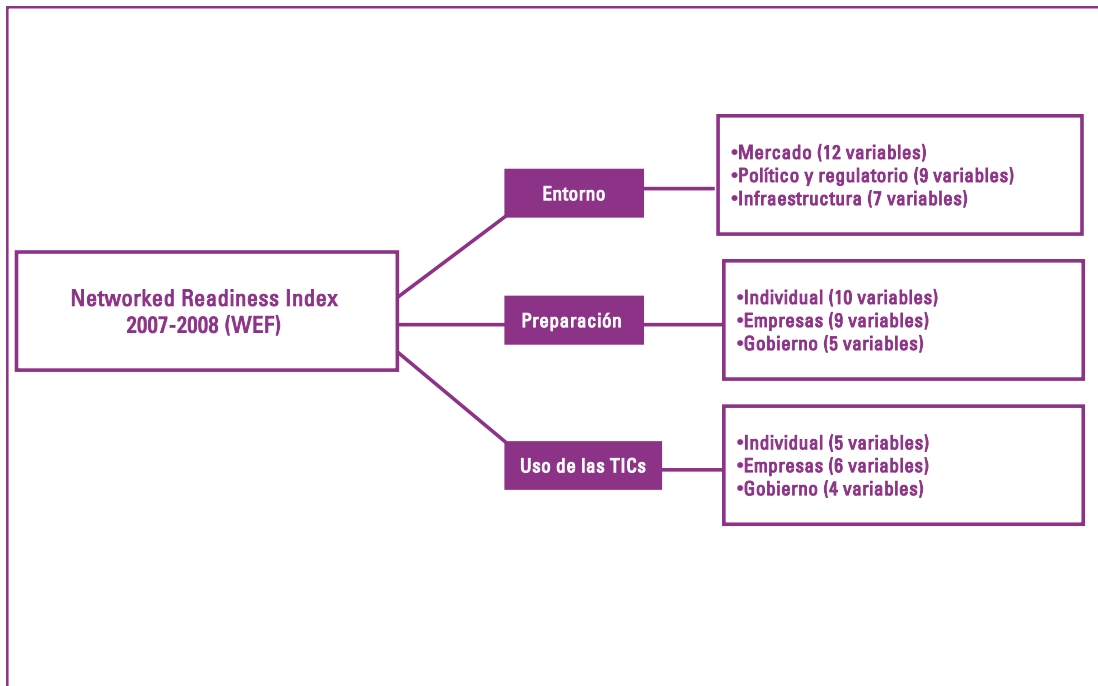 Networked Readiness Index
2007-2008 (WEF)
Entorno
•Mercado (12 variables)
•Político y regulatorio (9 variables)
•Infraestructura (7 variables)
Preparación
•Individual (10 variables)
•Empresas (9 variables)
•Gobierno (5 variables)
Uso de las TICs
•Individual (5 variables)
•Empresas (6 variables)
•Gobierno (4 variables)